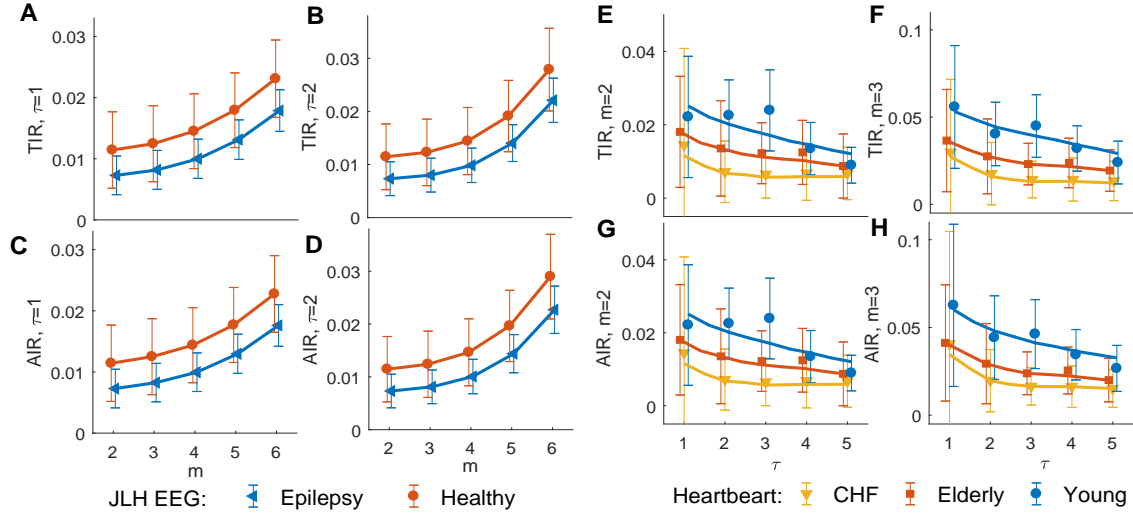 A
TIR, τ=1
0.03
0.02
0.01
0
B
TIR, τ=2
0.03
0.02
0.01
0
C
AIR, τ=1
0.03
0.02
0.01
0
2 3 4 5 6
m
D
AIR, τ=2
0.03
0.02
0.01
0
2 3 4 5 6
m
E
TIR, m=2
0.04
0.02
0
F
TIR, m=3
0.1
0.05
0
G
AIR, m=2
0.04
0.02
0
1 2 3 4 5
τ
H
AIR, m=3
0.1
0.05
0
1 2 3 4 5
τ
JLH EEG: Epilepsy Healthy
Heartbeart: CHF Elderly Young